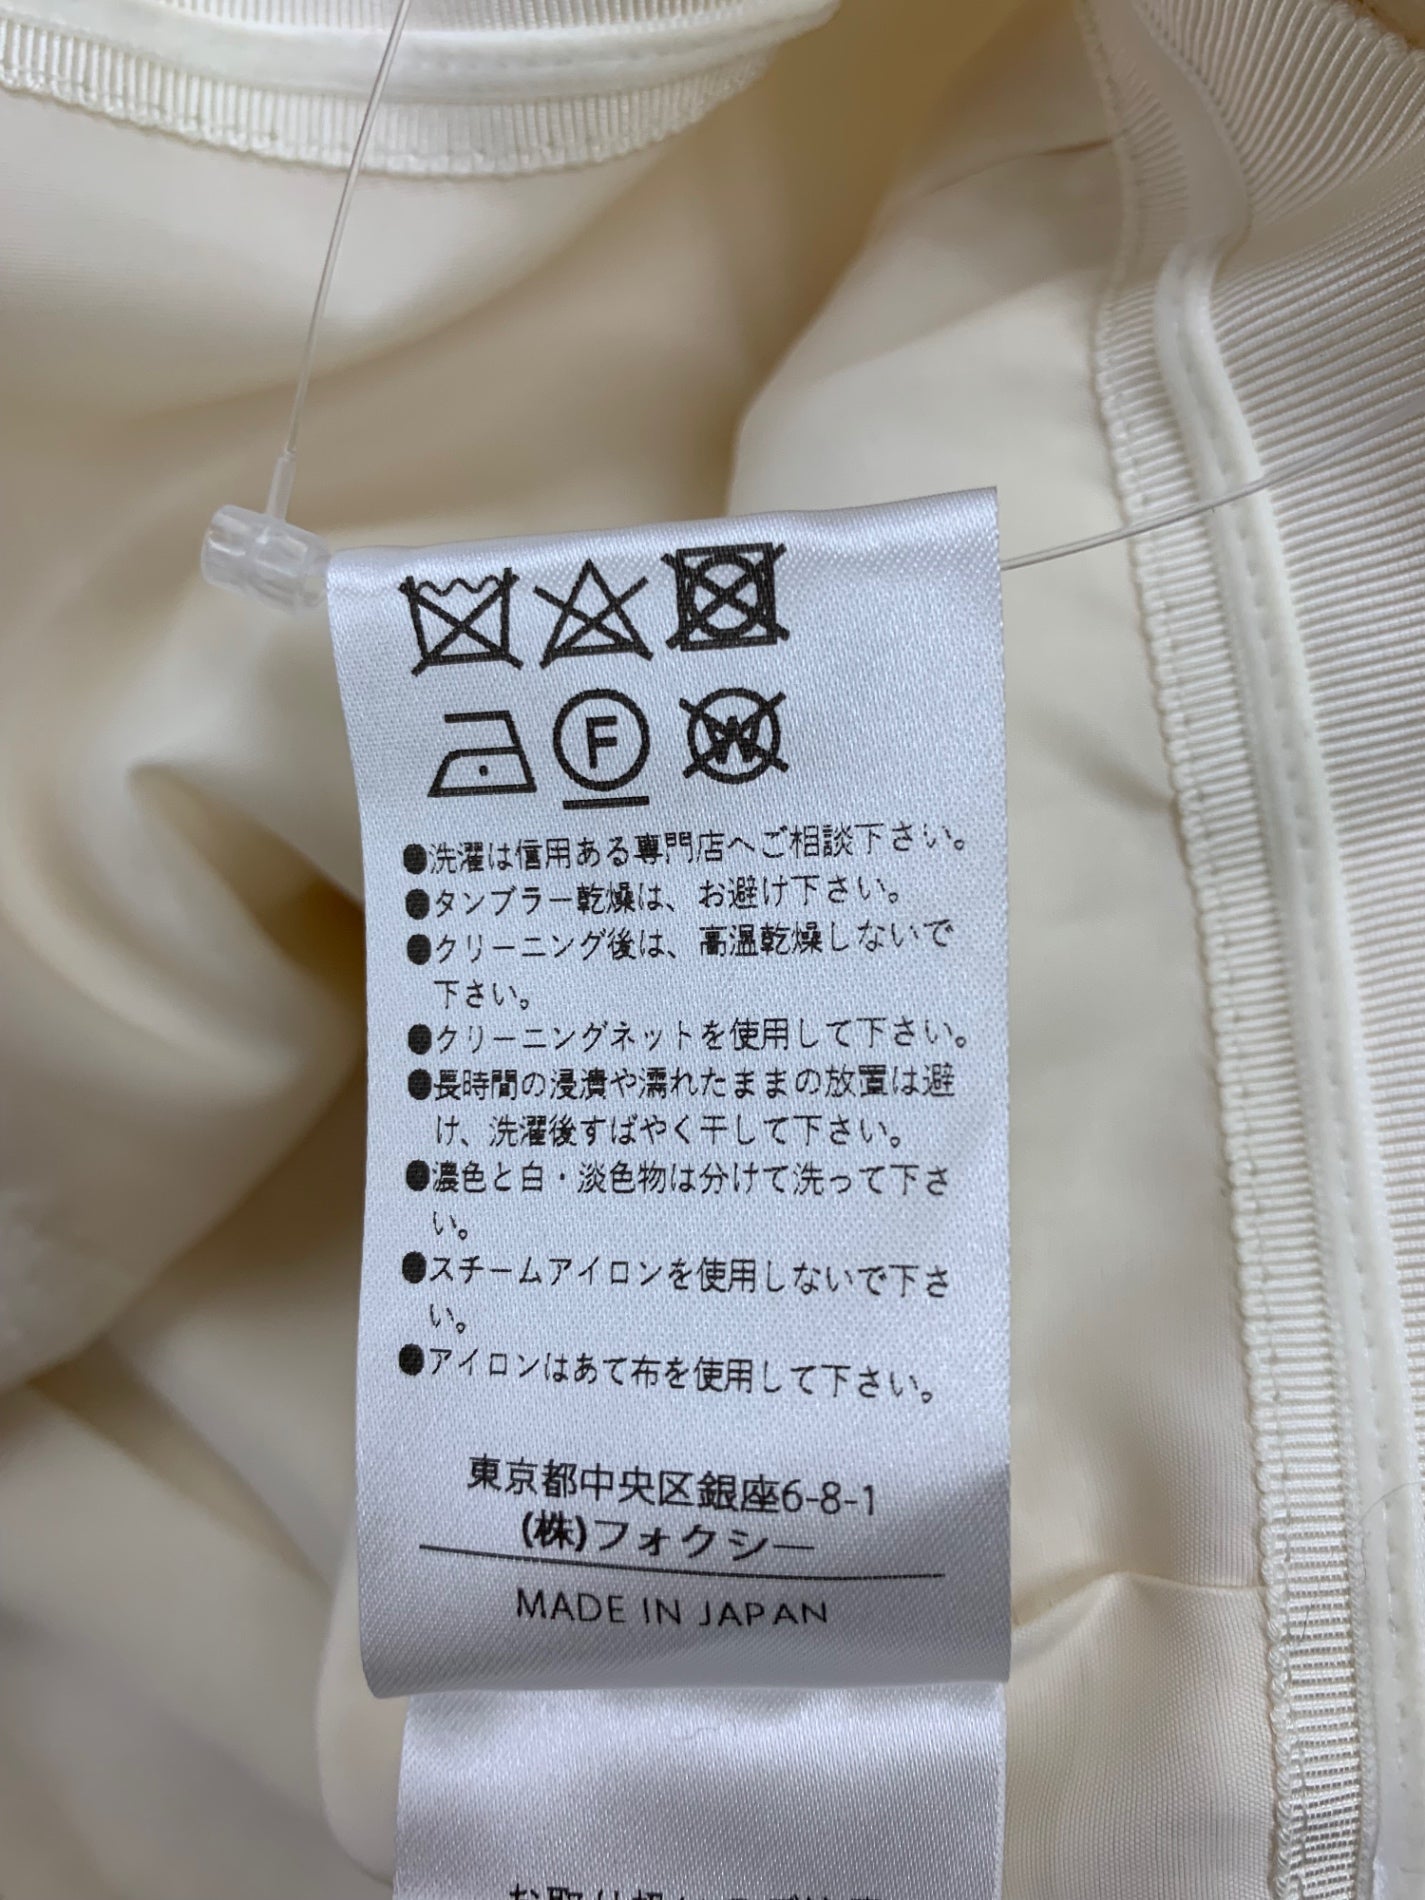 F
W
●洗濯は信用ある専門店へご相談下さい。
●タンブラー乾燥は、お避け下さい。
●クリーニング後は、高温乾燥しないで
下さい。
●クリーニングネットを使用して下さい。
●長時間の浸漬や濡れたままの放置は避
け、洗濯後すばやく干して下さい。
●濃色と白・淡色物は分けて洗って下さ
い。
●スチームアイロンを使用しないで下さ
い。
●アイロンはあて布を使用して下さい。
東京都中央区銀座6-8-1
(株)フォクシー
MADE IN JAPAN